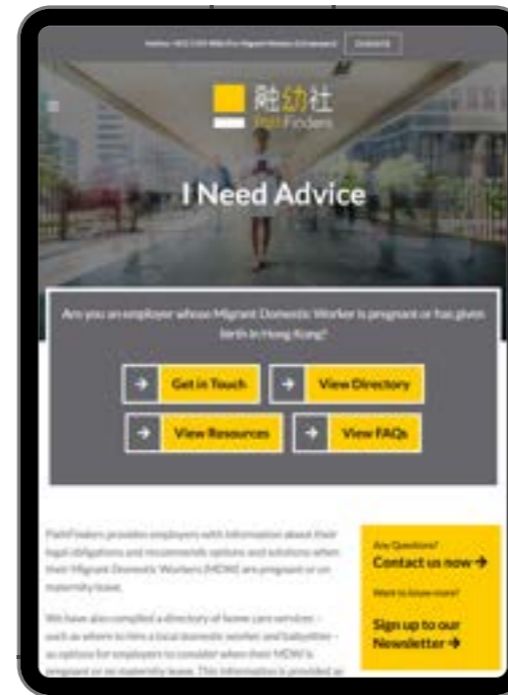 DONATE
融幼社
PathFinders
I Need Advice
Are you an employer whose Migrant Domestic Worker is pregnant or has given
birth in Hong Kong?
Get in Touch
View Directory
View Resources
View FAQs
PathFinders provides employers with information about their
legal obligations and recommends options and solutions when
their Migrant Domestic Workers (MDW) are pregnant or on
maternity leave.
We have also compiled a directory of home care services –
such as where to hire a local domestic worker and babysitter –
as options for employers to consider when their MDW is
pregnant or on maternity leave. This information is provided as
Any Questions?
Contact us now →
Want to know more?
Sign up to our
Newsletter →